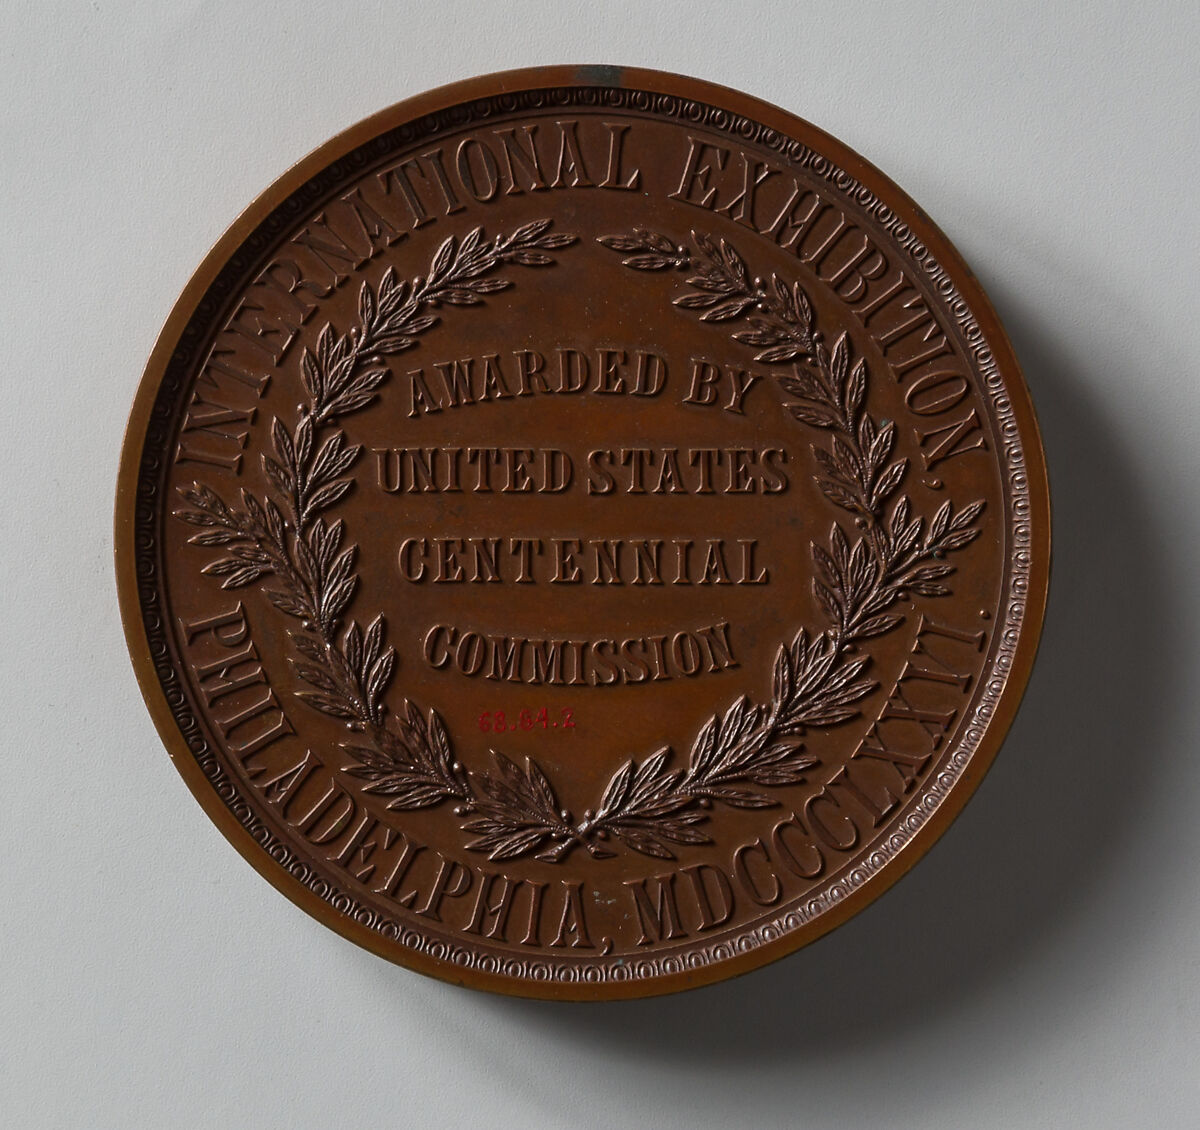 INTERNATIONAL EXHIBITION,
PHILADELPHIA, MDCCCLXXVI.
AWARDED BY
UNITED STATES
CENTENNIAL
COMMISSION
68.64.2